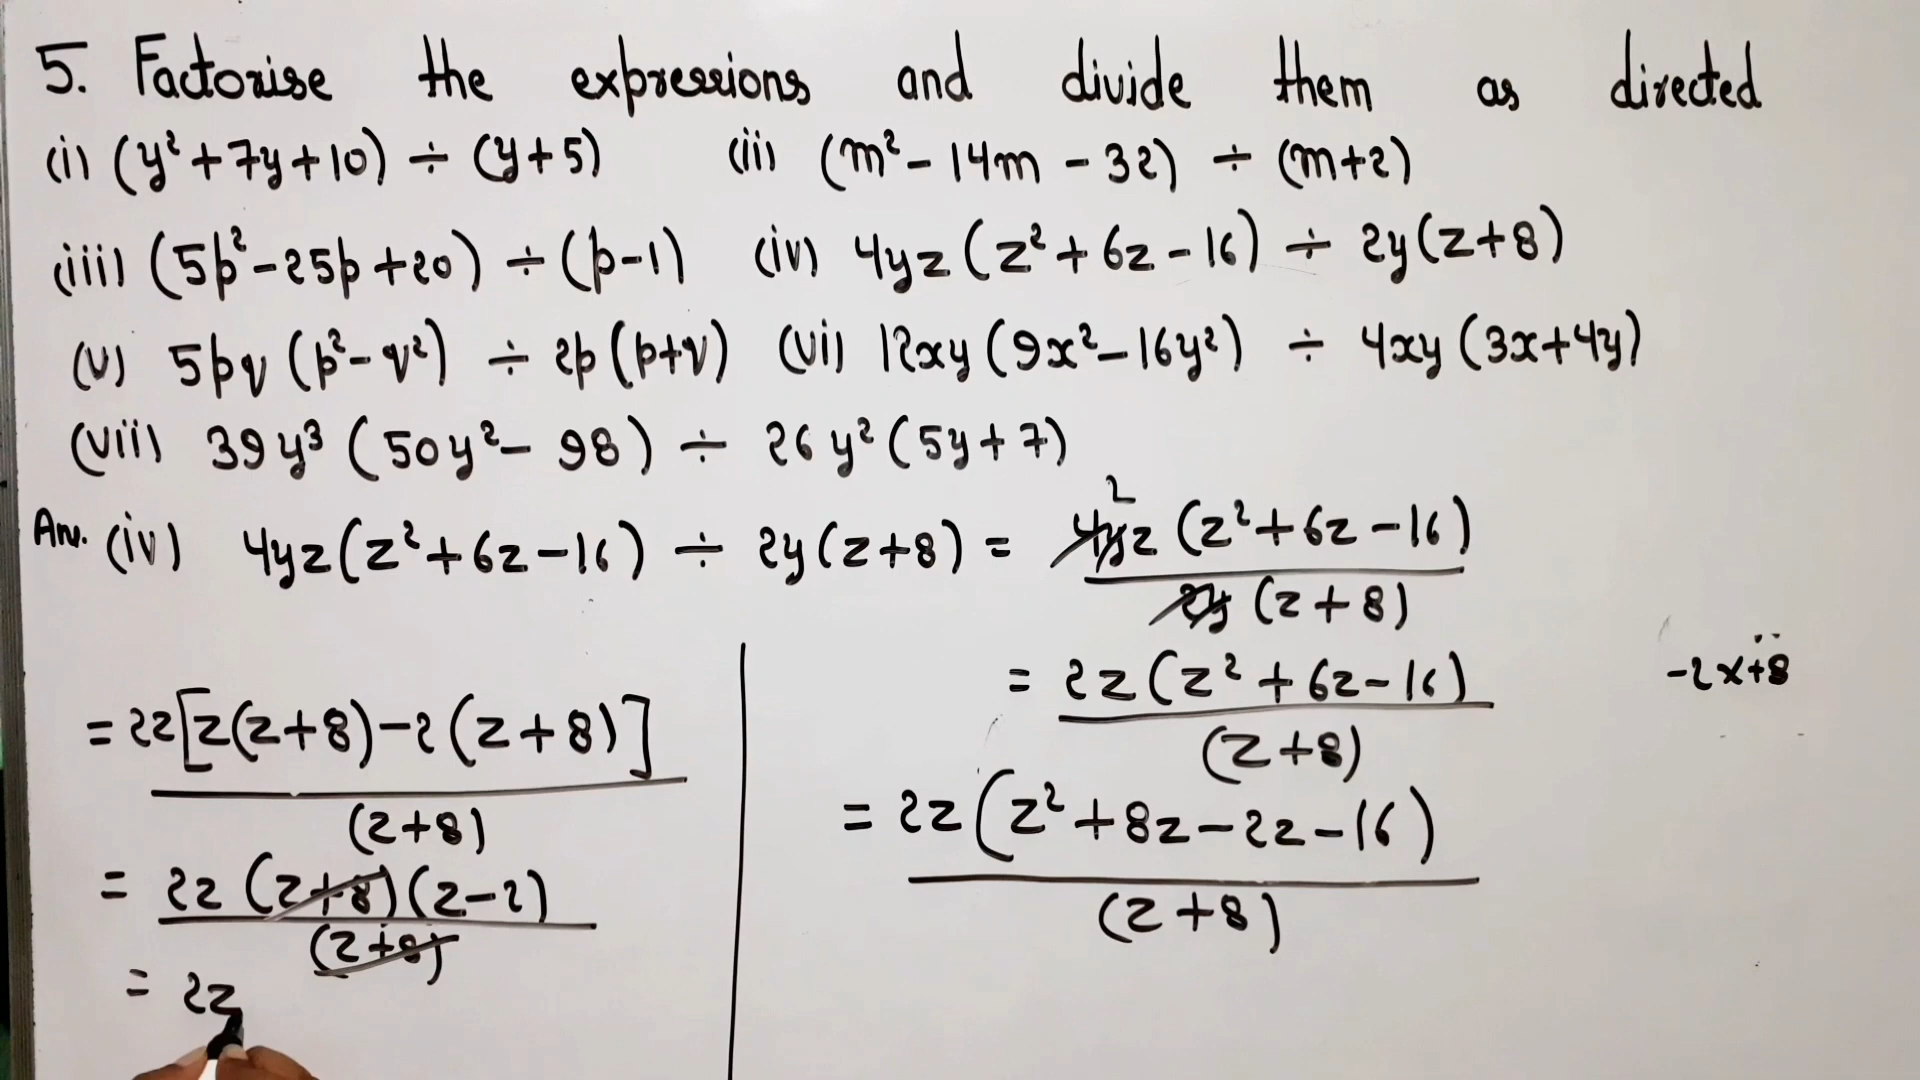 5. Factorise the expressions and divide them as directed
(i) (y²+7y+10) ÷ (y+5) (ii) (m²-14m-32) ÷ (m+2)
(iii) (5p²-25p+20) ÷ (p-1) (iv) 4yz(z²+6z-16) ÷ 2y(z+8)
(v) 5pq(p²-q²) ÷ 2p(p+q) (vi) 12xy(9x²-16y²) ÷ 4xy(3x+4y)
(vii) 39y³(50y²-98) ÷ 26y²(5y+7)
2
Ans. (iv) 4yz(z²+6z-16) ÷ 2y(z+8) = 4yz(z²+6z-16)
2y(z+8)
= 2z(z²+6z-16)
(z+8)
-2x+8
= 2z(z²+8z-2z-16)
(z+8)
= 2z[z(z+8)-2(z+8)]
(z+8)
= 2z(z+8)(z-2)
(z+8)
= 2z